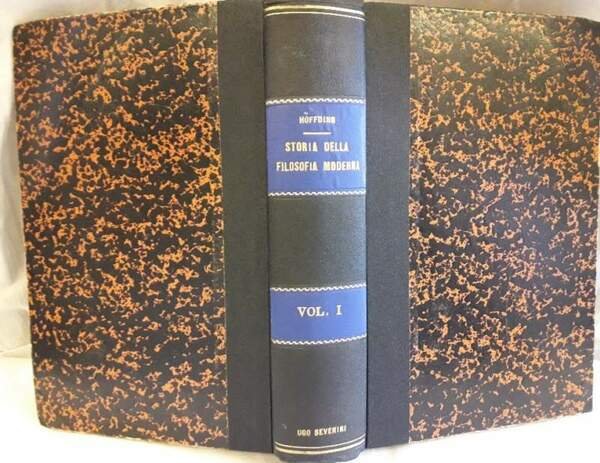 HÖFFDING
STORIA DELLA
FILOSOFIA MODERNA
VOL. I
UGO SEVERINI